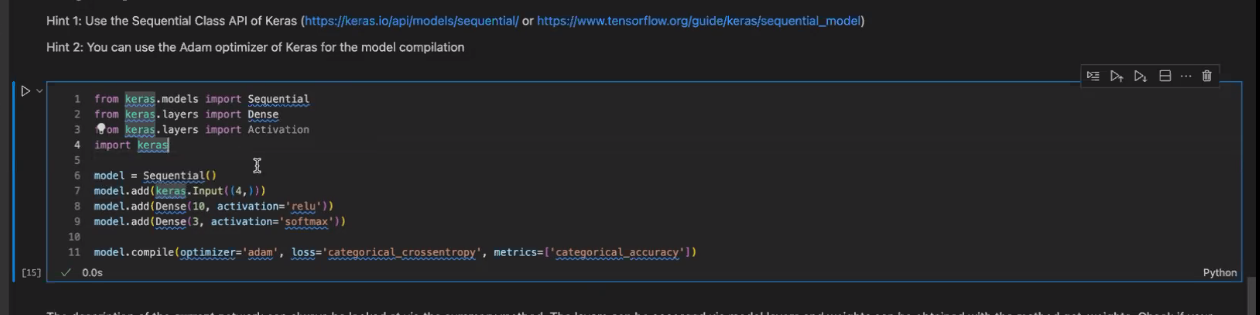 Hint 1: Use the Sequential Class API of Keras (https://keras.io/api/models/sequential/ or https://www.tensorflow.org/guide/keras/sequential_model)
Hint 2: You can use the Adam optimizer of Keras for the model compilation
1 from keras.models import Sequential
2 from keras.layers import Dense
3 from keras.layers import Activation
4 import keras
5
6 model = Sequential()
7 model.add(keras.Input((4,)))
8 model.add(Dense(10, activation='relu'))
9 model.add(Dense(3, activation='softmax'))
10
11 model.compile(optimizer='adam', loss='categorical_crossentropy', metrics=['categorical_accuracy'])
[15] 0.0s Python